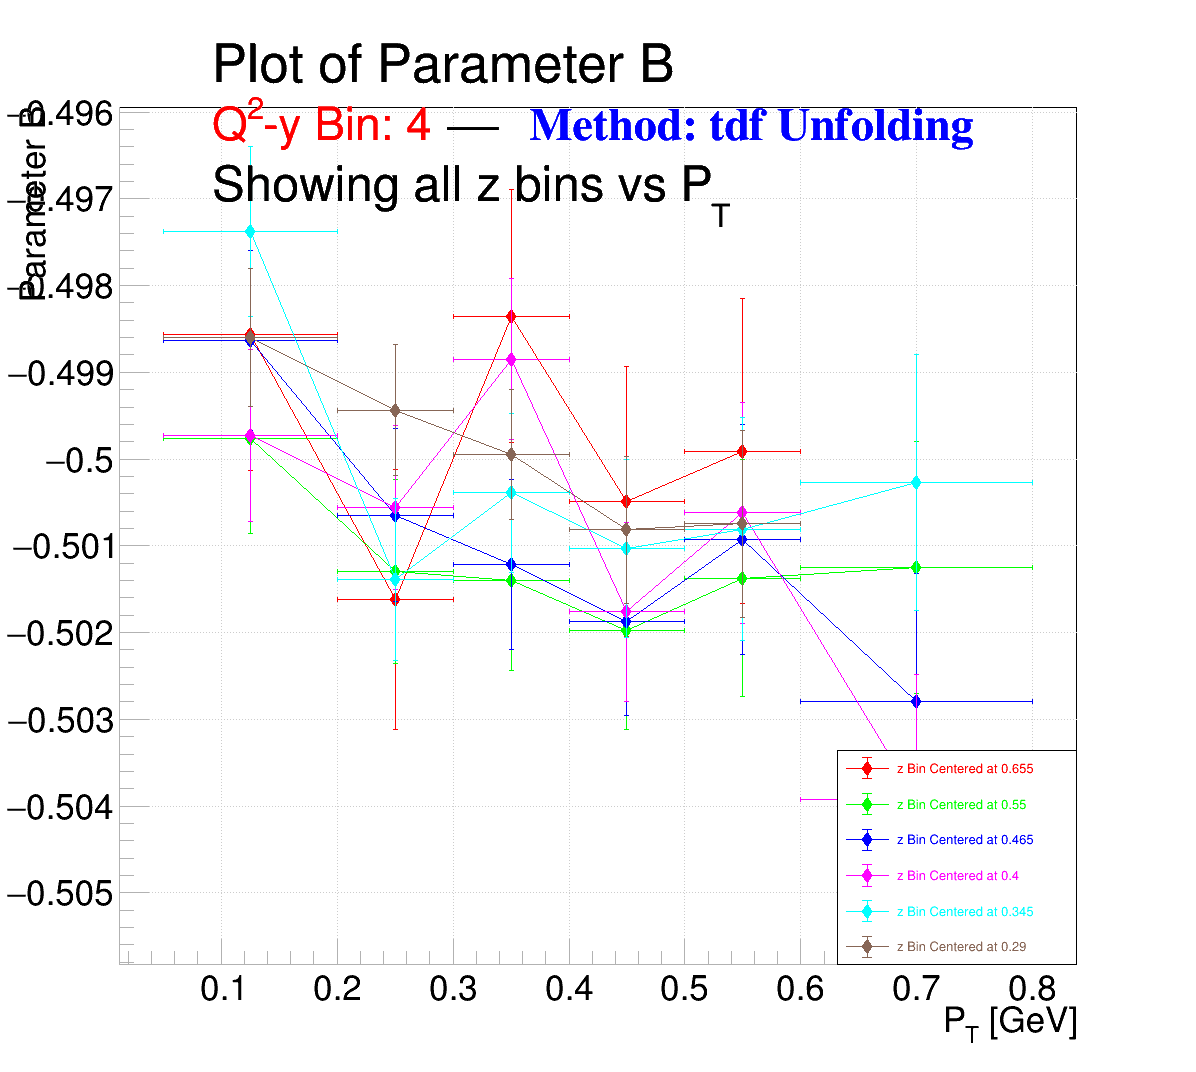 Plot of Parameter B
Q²-y Bin: 4 — Method: tdf Unfolding
Showing all z bins vs P_T
Parameter B
−0.496
−0.497
−0.498
−0.499
−0.5
−0.501
−0.502
−0.503
−0.504
−0.505
z Bin Centered at 0.655
z Bin Centered at 0.55
z Bin Centered at 0.465
z Bin Centered at 0.4
z Bin Centered at 0.345
z Bin Centered at 0.29
0.1 0.2 0.3 0.4 0.5 0.6 0.7 0.8
P_T [GeV]